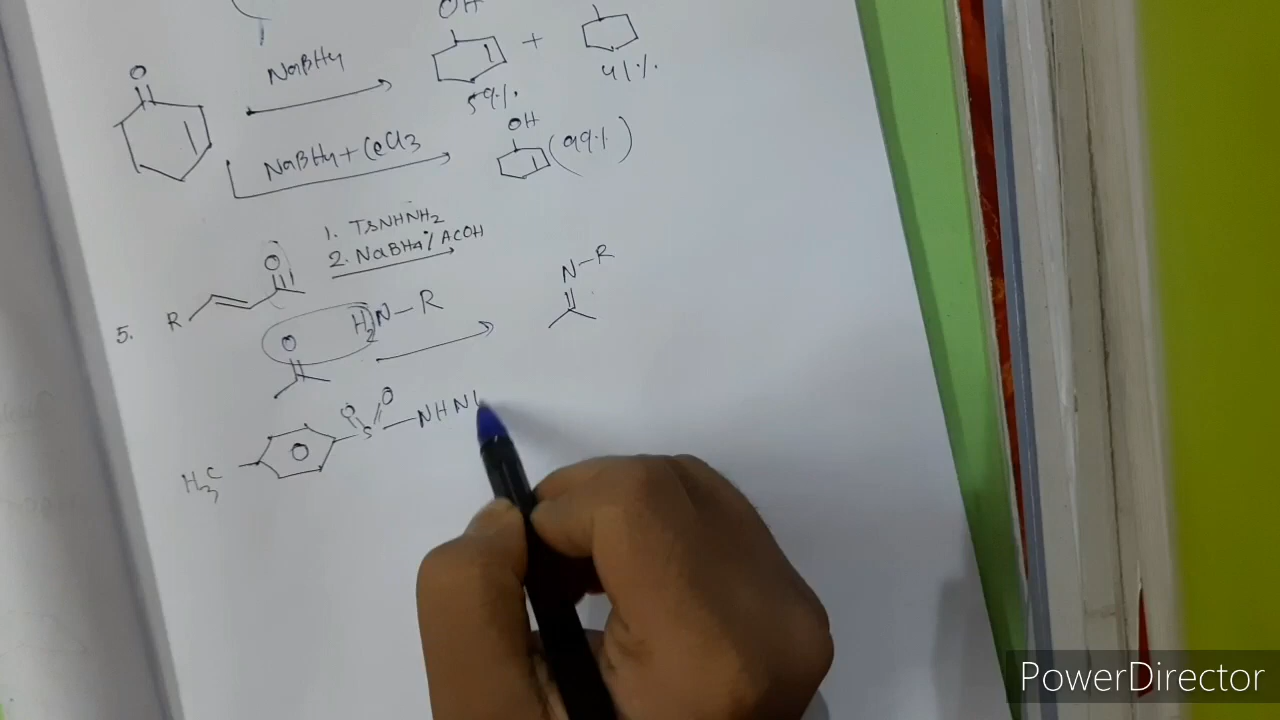 OH
O
NaBH4
+
59%.
41%.
NaBH4 + CeCl3
OH
(99%)
1. TsNHNH2
2. NaBH4 / ACOH
O
5.
R
H2N-R
N-R
O
O
O
S
-NHN
H3C
PowerDirector